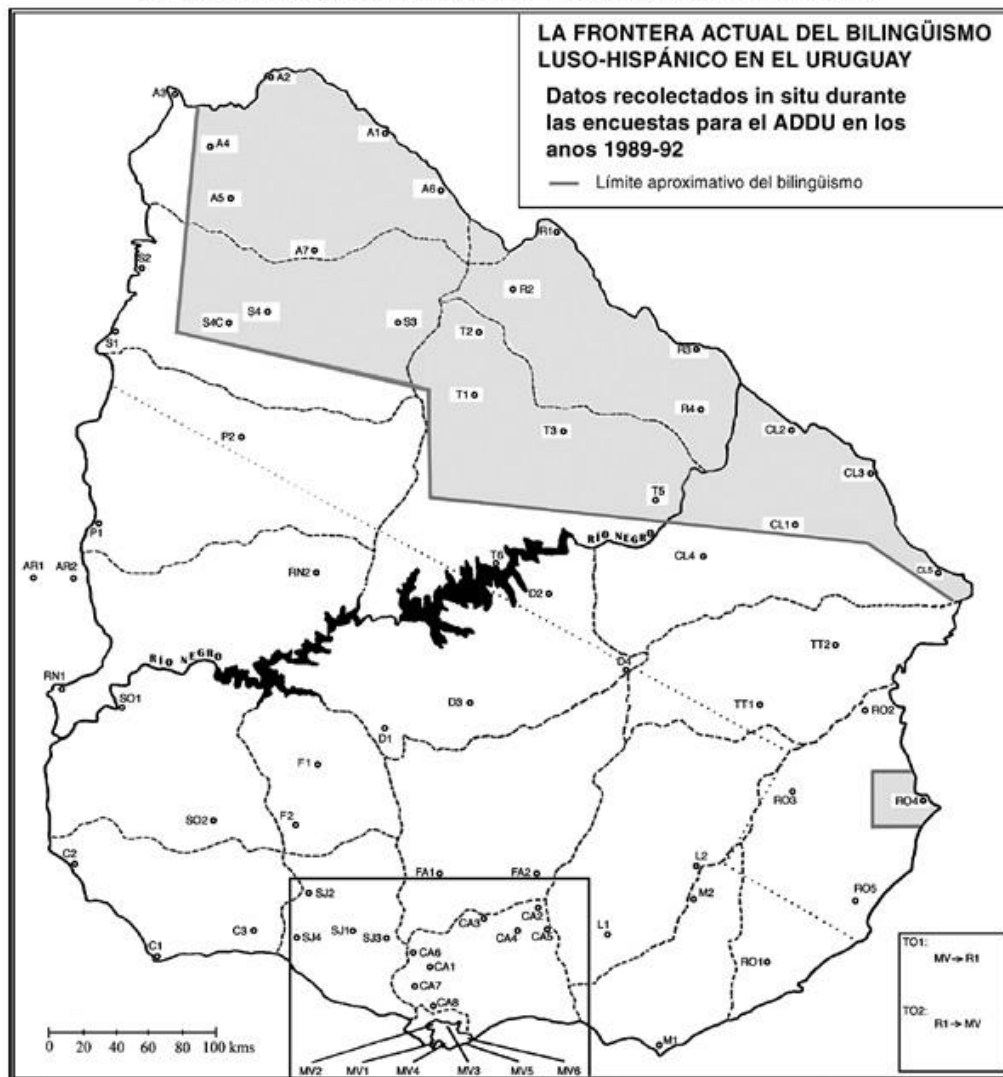 LA FRONTERA ACTUAL DEL BILINGÜISMO
LUSO-HISPÁNICO EN EL URUGUAY
Datos recolectados in situ durante
las encuestas para el ADDU en los
anos 1989-92
Límite aproximativo del bilingüismo
A2
A3
A1
A4
A6
A5
R1
A7
S2
R2
S4
S4C
S3
T2
S1
R3
T1
R4
P2
T3
CL2
CL3
T5
P1
CL1
RÍO NEGRO
CL4
T6
AR1
AR2
RN2
CL5
D2
TT2
RÍO NEGRO
D4
RN1
SO1
D3
TT1
RO2
D1
F1
RO3
RO4
SO2
F2
C2
FA1
FA2
L2
SJ2
M2
RO5
CA2
CA3
C3
SJ1
SJ4
SJ3
CA4
CA5
L1
CA6
C1
CA1
RO1
CA7
CA8
TO1:
MV→R1
TO2:
R1→MV
0 20 40 60 80 100 kms
M1
MV2
MV1
MV4
MV3
MV5
MV6